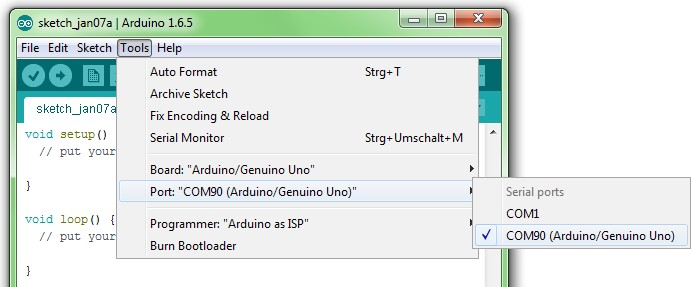 sketch_jan07a | Arduino 1.6.5
File Edit Sketch Tools Help
sketch_jan07a
Auto Format Strg+T
Archive Sketch
Fix Encoding & Reload
Serial Monitor Strg+Umschalt+M
Board: "Arduino/Genuino Uno"
Port: "COM90 (Arduino/Genuino Uno)"
Programmer: "Arduino as ISP"
Burn Bootloader
Serial ports
COM1
COM90 (Arduino/Genuino Uno)
void setup()
// put your
}
void loop() {
// put your
}